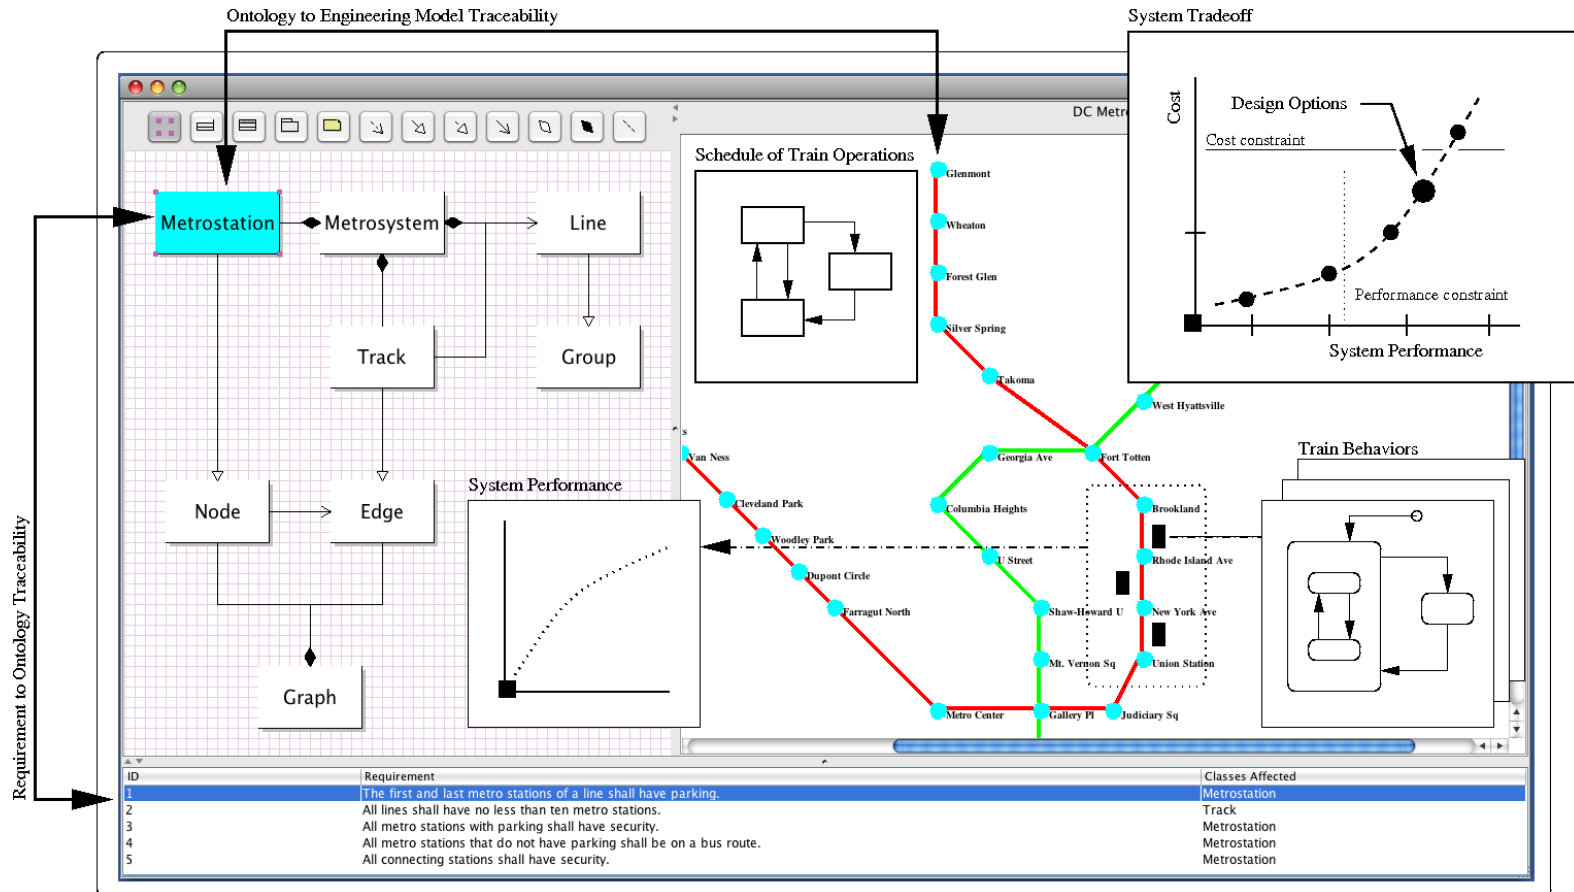 Ontology to Engineering Model Traceability
System Tradeoff
Requirement to Ontology Traceability
DC Metro
Metrostation
Metrosystem
Line
Track
Group
Node
Edge
Graph
Schedule of Train Operations
Glenmont
Wheaton
Forest Glen
Silver Spring
Takoma
West Hyattsville
Georgia Ave
Fort Totten
s
Van Ness
Cleveland Park
Woodley Park
Dupont Circle
Farragut North
Columbia Heights
U Street
Shaw-Howard U
Mt. Vernon Sq
Brookland
Rhode Island Ave
New York Ave
Union Station
Metro Center
Gallery Pl
Judiciary Sq
System Performance
Train Behaviors
Cost
Design Options
Cost constraint
Performance constraint
System Performance
ID Requirement Classes Affected
1 The first and last metro stations of a line shall have parking. Metrostation
2 All lines shall have no less than ten metro stations. Track
3 All metro stations with parking shall have security. Metrostation
4 All metro stations that do not have parking shall be on a bus route. Metrostation
5 All connecting stations shall have security. Metrostation